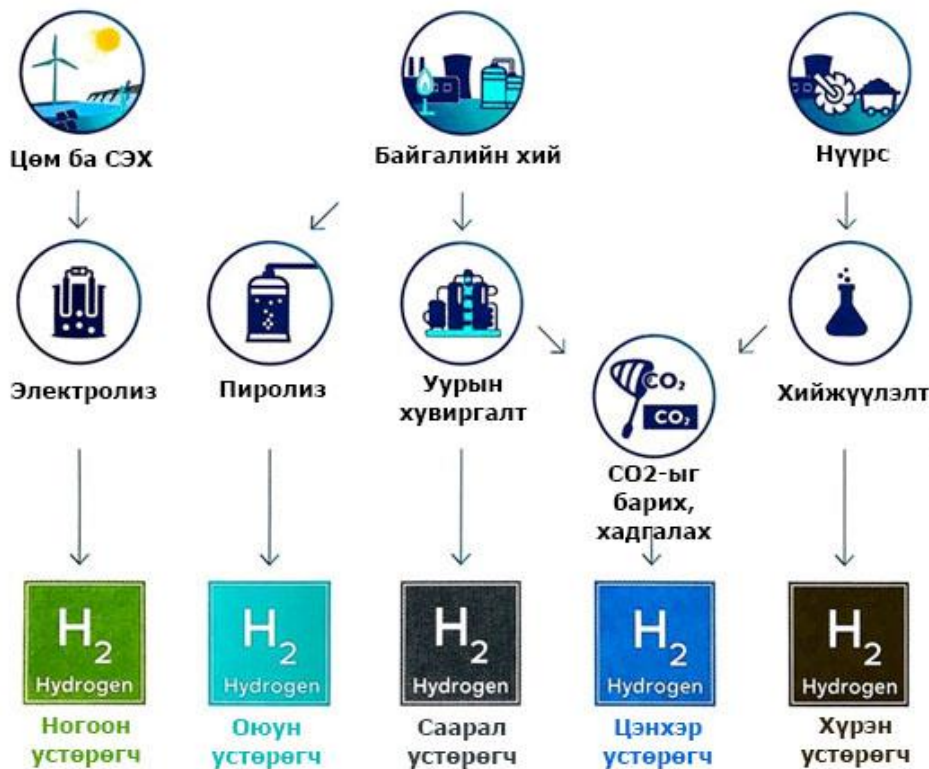 Цөм ба СЭХ
Байгалийн хий
Нүүрс
Электролиз
Пиролиз
Уурын
хувиргалт
CO₂
CO₂
СО2-ыг
барих,
хадгалах
Хийжүүлэлт
H₂
Hydrogen
H₂
Hydrogen
H₂
Hydrogen
H₂
Hydrogen
H₂
Hydrogen
Ногоон
устөрөгч
Оюун
устөрөгч
Саарал
устөрөгч
Цэнхэр
устөрөгч
Хүрэн
устөрөгч